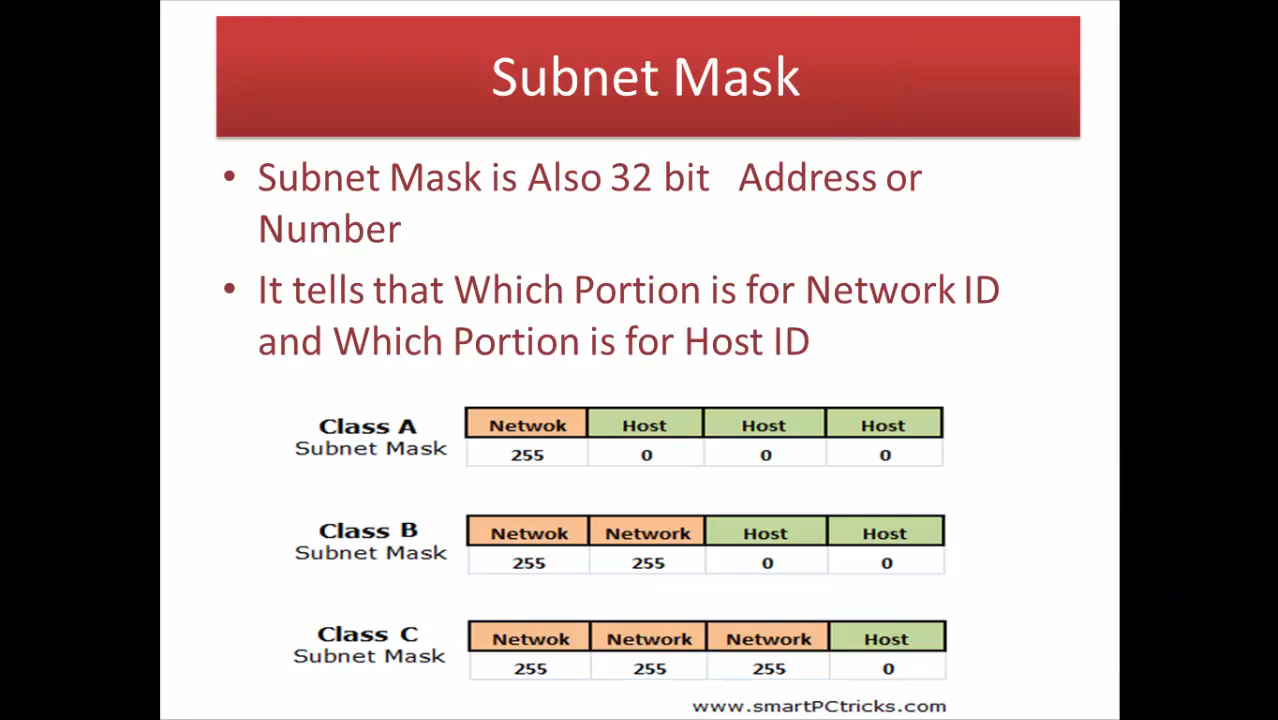 Subnet Mask
• Subnet Mask is Also 32 bit Address or
Number
• It tells that Which Portion is for Network ID
and Which Portion is for Host ID
Class A Netwok Host Host Host
Subnet Mask 255 0 0 0
Class B Netwok Network Host Host
Subnet Mask 255 255 0 0
Class C Netwok Network Network Host
Subnet Mask 255 255 255 0
www.smartPCtricks.com